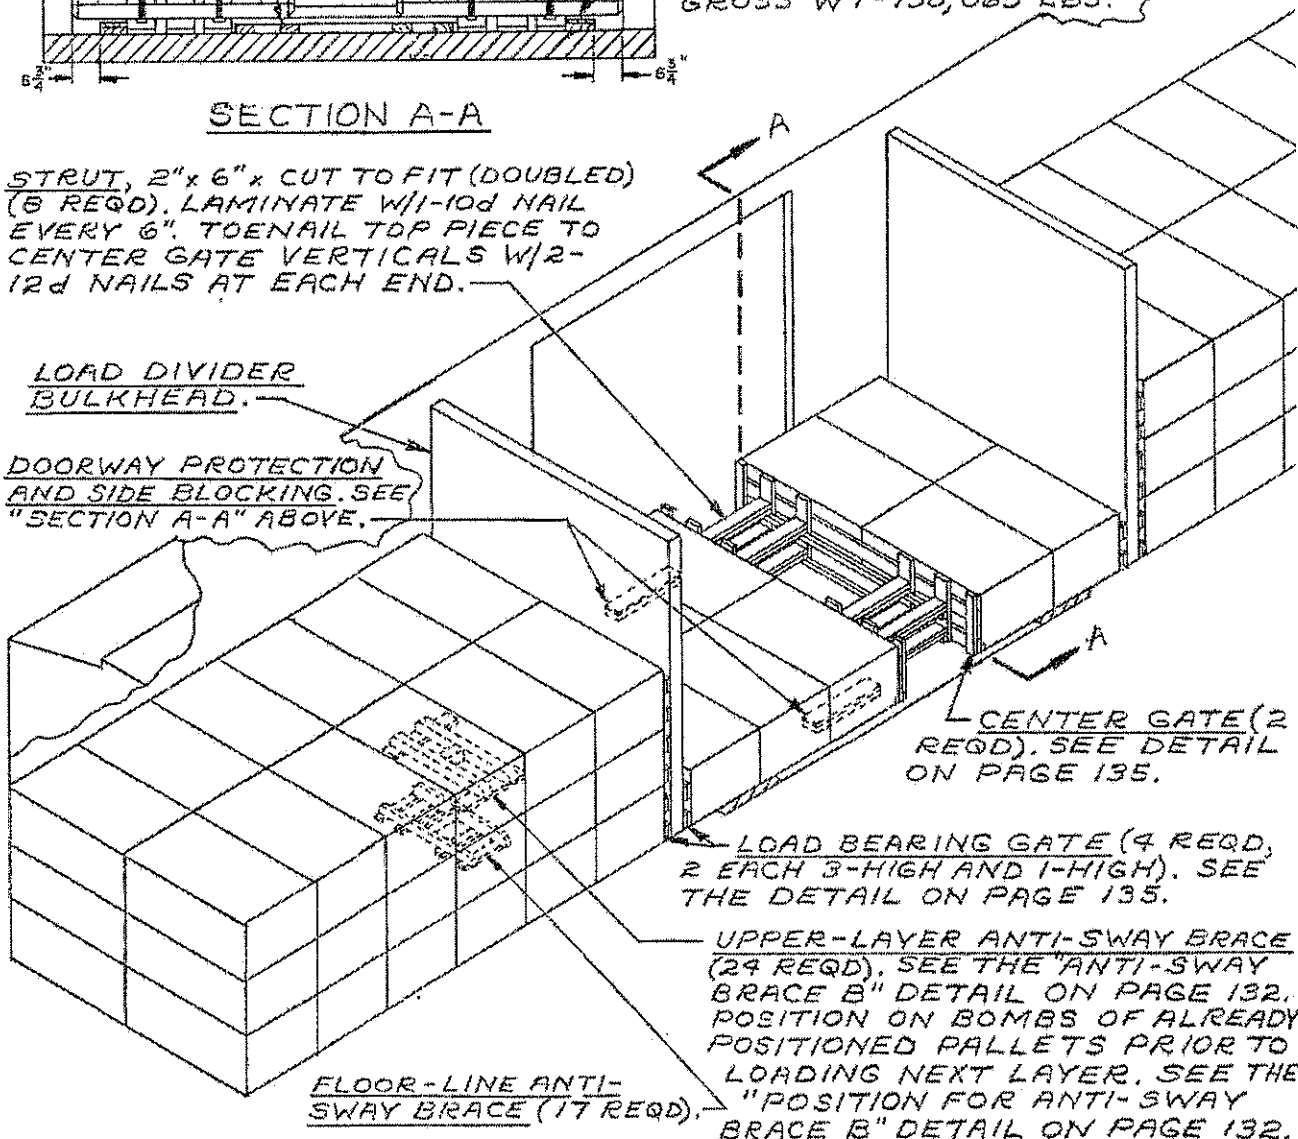 GROSS WT-
6 3/4"
6 3/4"
SECTION A-A
A
STRUT, 2" x 6" x CUT TO FIT (DOUBLED)
(8 REQD). LAMINATE W/1-10d NAIL
EVERY 6". TOENAIL TOP PIECE TO
CENTER GATE VERTICALS W/2-
12d NAILS AT EACH END.
LOAD DIVIDER
BULKHEAD.
DOORWAY PROTECTION
AND SIDE BLOCKING. SEE
"SECTION A-A" ABOVE.
A
CENTER GATE (2
REQD). SEE DETAIL
ON PAGE 135.
LOAD BEARING GATE (4 REQD,
2 EACH 3-HIGH AND 1-HIGH). SEE
THE DETAIL ON PAGE 135.
UPPER-LAYER ANTI-SWAY BRACE
(24 REQD). SEE THE "ANTI-SWAY
BRACE B" DETAIL ON PAGE 132.
POSITION ON BOMBS OF ALREADY
POSITIONED PALLETS PRIOR TO
LOADING NEXT LAYER. SEE THE
"POSITION FOR ANTI-SWAY
BRACE B" DETAIL ON PAGE 132.
FLOOR-LINE ANTI-
SWAY BRACE (17 REQD).